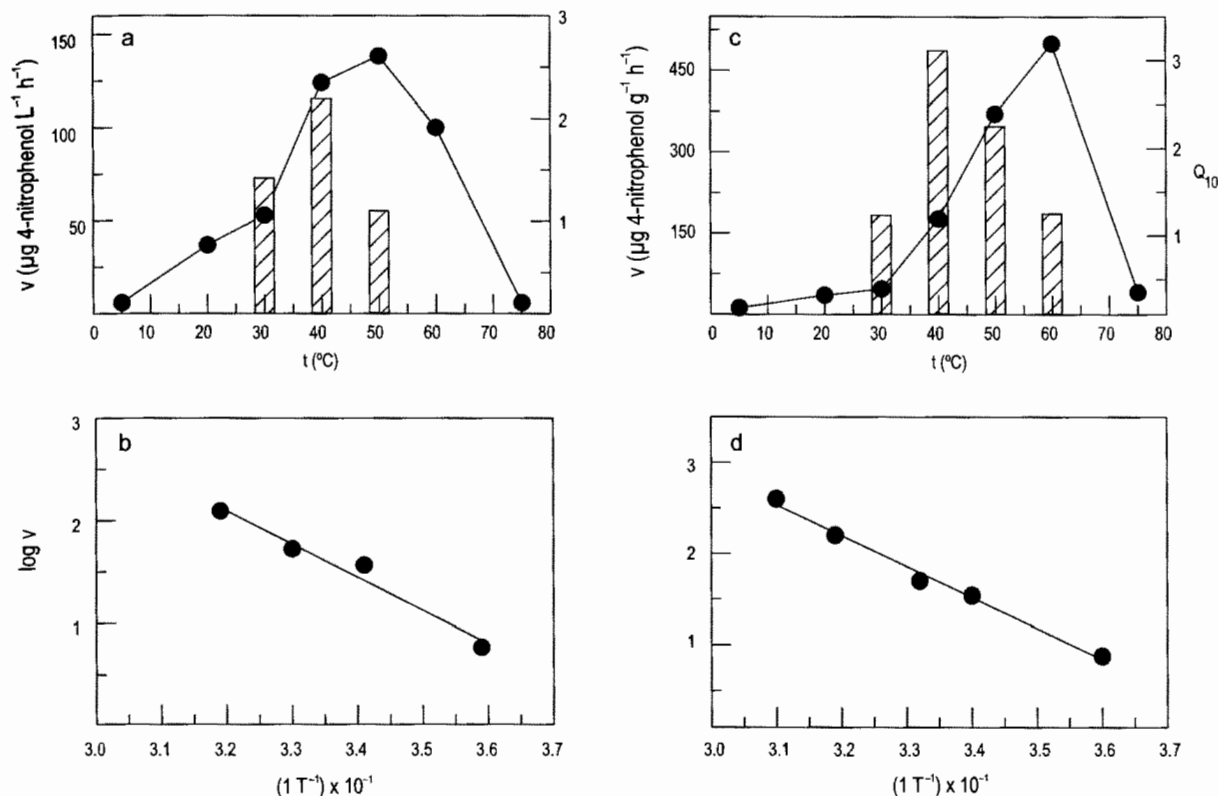 a
v (µg 4-nitrophenol L⁻¹ h⁻¹)
150
100
50
3
2
1
0
0 10 20 30 40 50 60 70 80
t (ºC)
c
v (µg 4-nitrophenol g⁻¹ h⁻¹)
450
300
150
3
2
1
0
Q₁₀
0 10 20 30 40 50 60 70 80
t (ºC)
b
log v
3
2
1
3.0 3.1 3.2 3.3 3.4 3.5 3.6 3.7
(1 T⁻¹) x 10⁻¹
d
3
2
1
3.0 3.1 3.2 3.3 3.4 3.5 3.6 3.7
(1 T⁻¹) x 10⁻¹